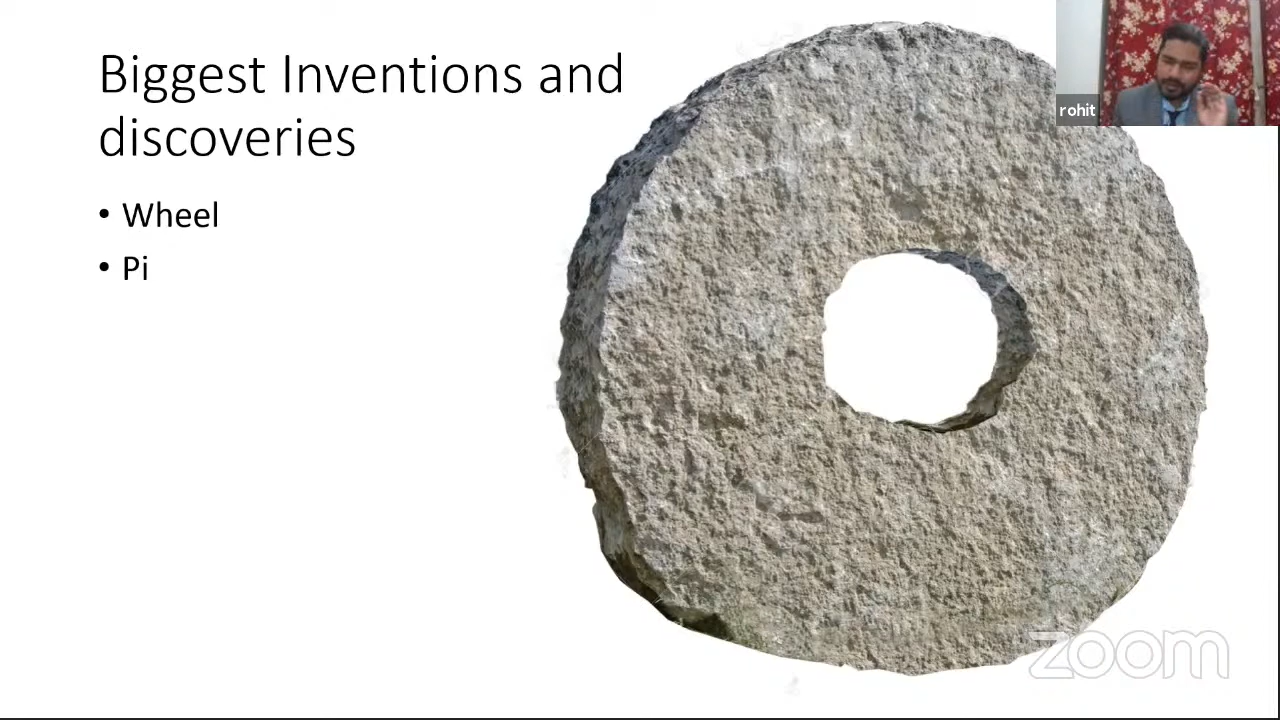 Biggest Inventions and
discoveries
• Wheel
• Pi
rohit
zoom